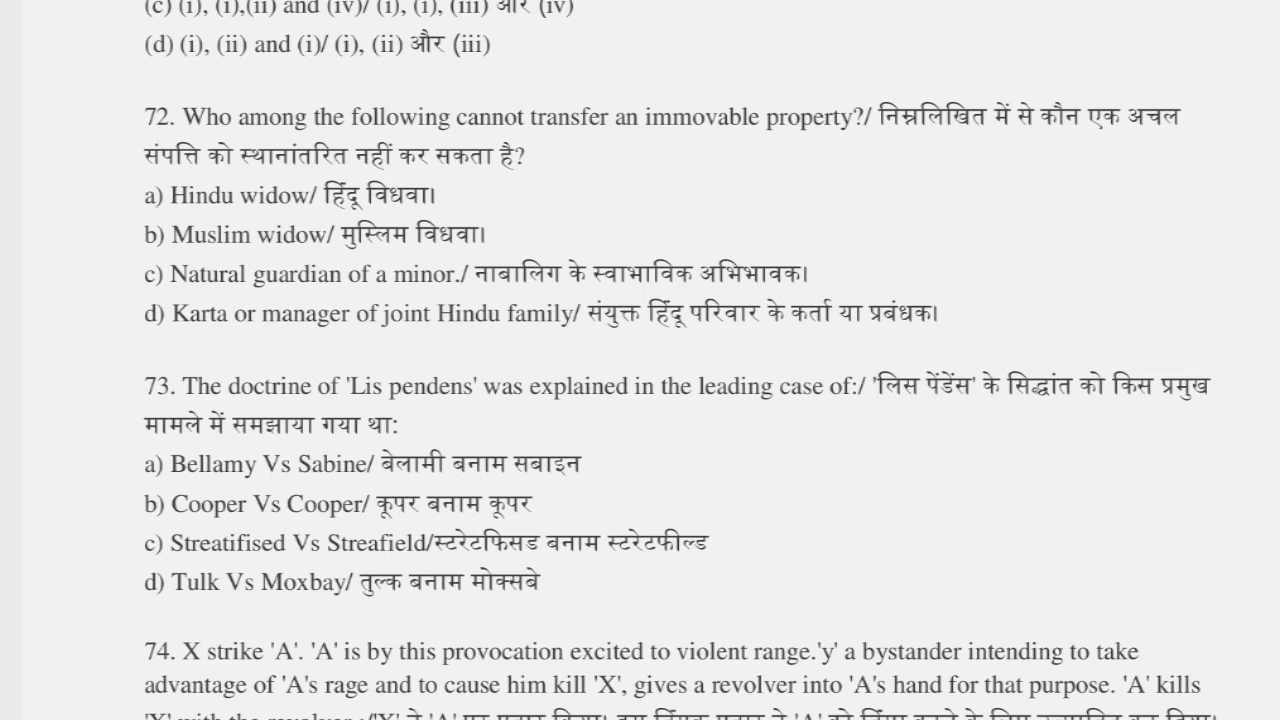 (c) (i), (i),(ii) and (iv)/ (i), (i), (iii) और (iv)
(d) (i), (ii) and (i)/ (i), (ii) और (iii)
72. Who among the following cannot transfer an immovable property?/ निम्नलिखित में से कौन एक अचल
संपत्ति को स्थानांतरित नहीं कर सकता है?
a) Hindu widow/ हिंदू विधवा।
b) Muslim widow/ मुस्लिम विधवा।
c) Natural guardian of a minor./ नाबालिग के स्वाभाविक अभिभावक।
d) Karta or manager of joint Hindu family/ संयुक्त हिंदू परिवार के कर्ता या प्रबंधक।
73. The doctrine of 'Lis pendens' was explained in the leading case of:/ 'लिस पेंडेंस' के सिद्धांत को किस प्रमुख
मामले में समझाया गया था:
a) Bellamy Vs Sabine/ बेलामी बनाम सबाइन
b) Cooper Vs Cooper/ कूपर बनाम कूपर
c) Streatifised Vs Streafield/स्टरेटफिसड बनाम स्टरेटफील्ड
d) Tulk Vs Moxbay/ तुल्क बनाम मोक्सबे
74. X strike 'A'. 'A' is by this provocation excited to violent range.'y' a bystander intending to take
advantage of 'A's rage and to cause him kill 'X', gives a revolver into 'A's hand for that purpose. 'A' kills